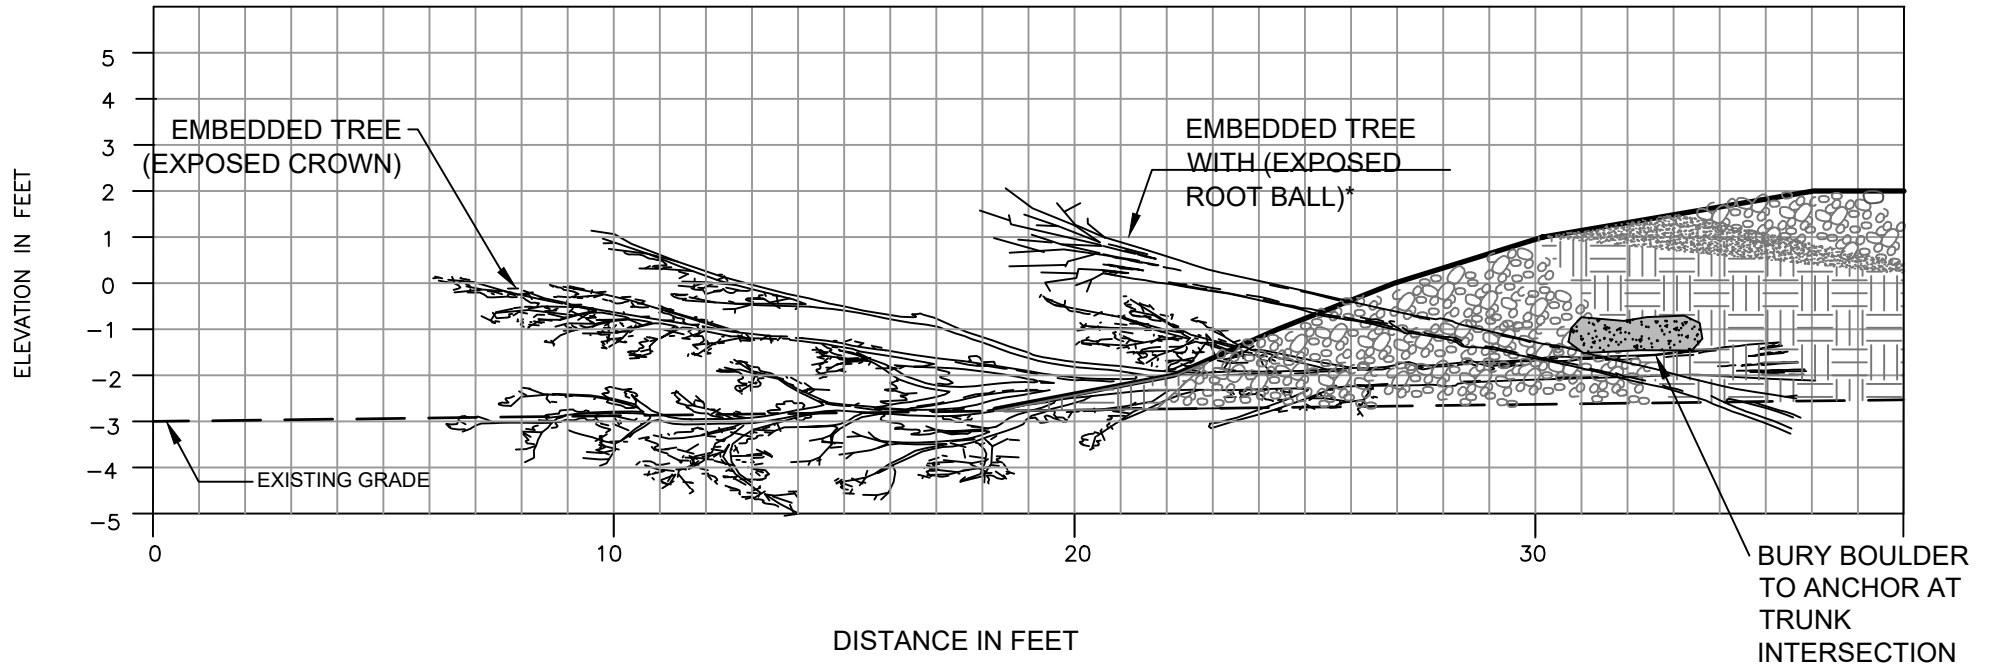 5
4
3
2
1
0
−1
−2
−3
−4
−5
ELEVATION IN FEET
EMBEDDED TREE
(EXPOSED CROWN)
EMBEDDED TREE
WITH (EXPOSED
ROOT BALL)*
EXISTING GRADE
0
10
20
30
BURY BOULDER
TO ANCHOR AT
TRUNK
INTERSECTION
DISTANCE IN FEET